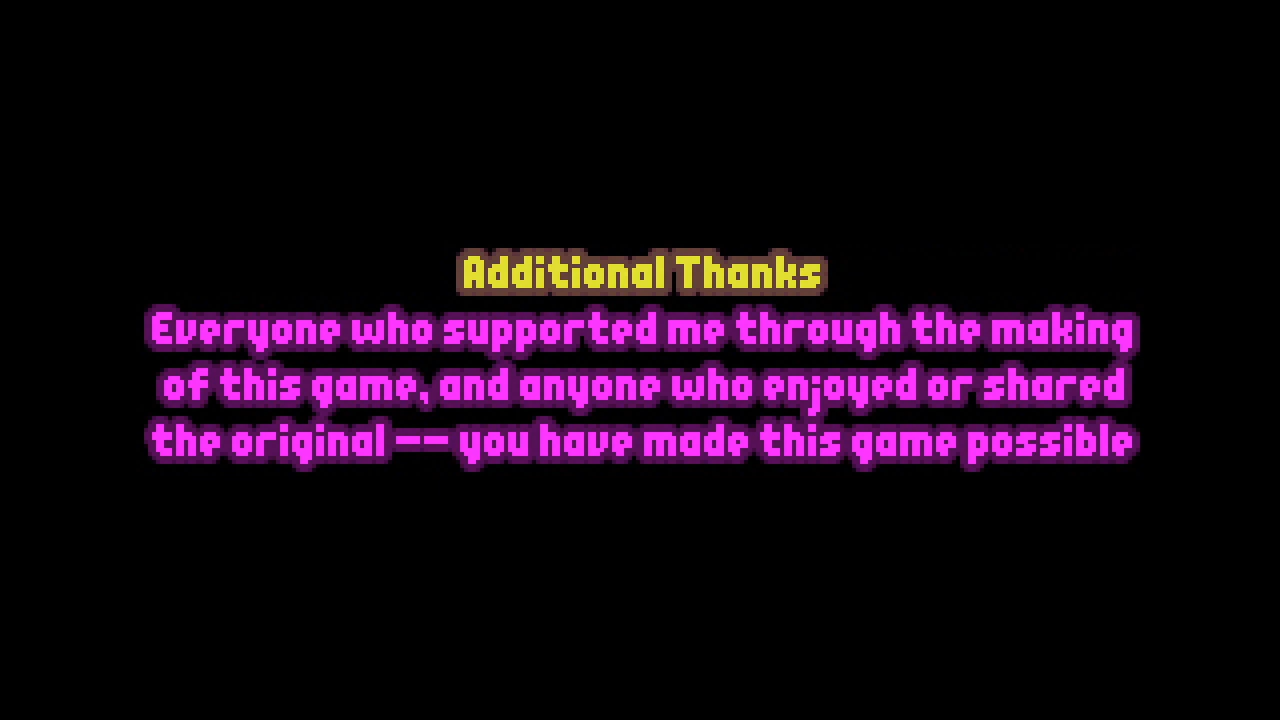 Additional Thanks
Everyone who supported me through the making
of this game, and anyone who enjoyed or shared
the original -- you have made this game possible